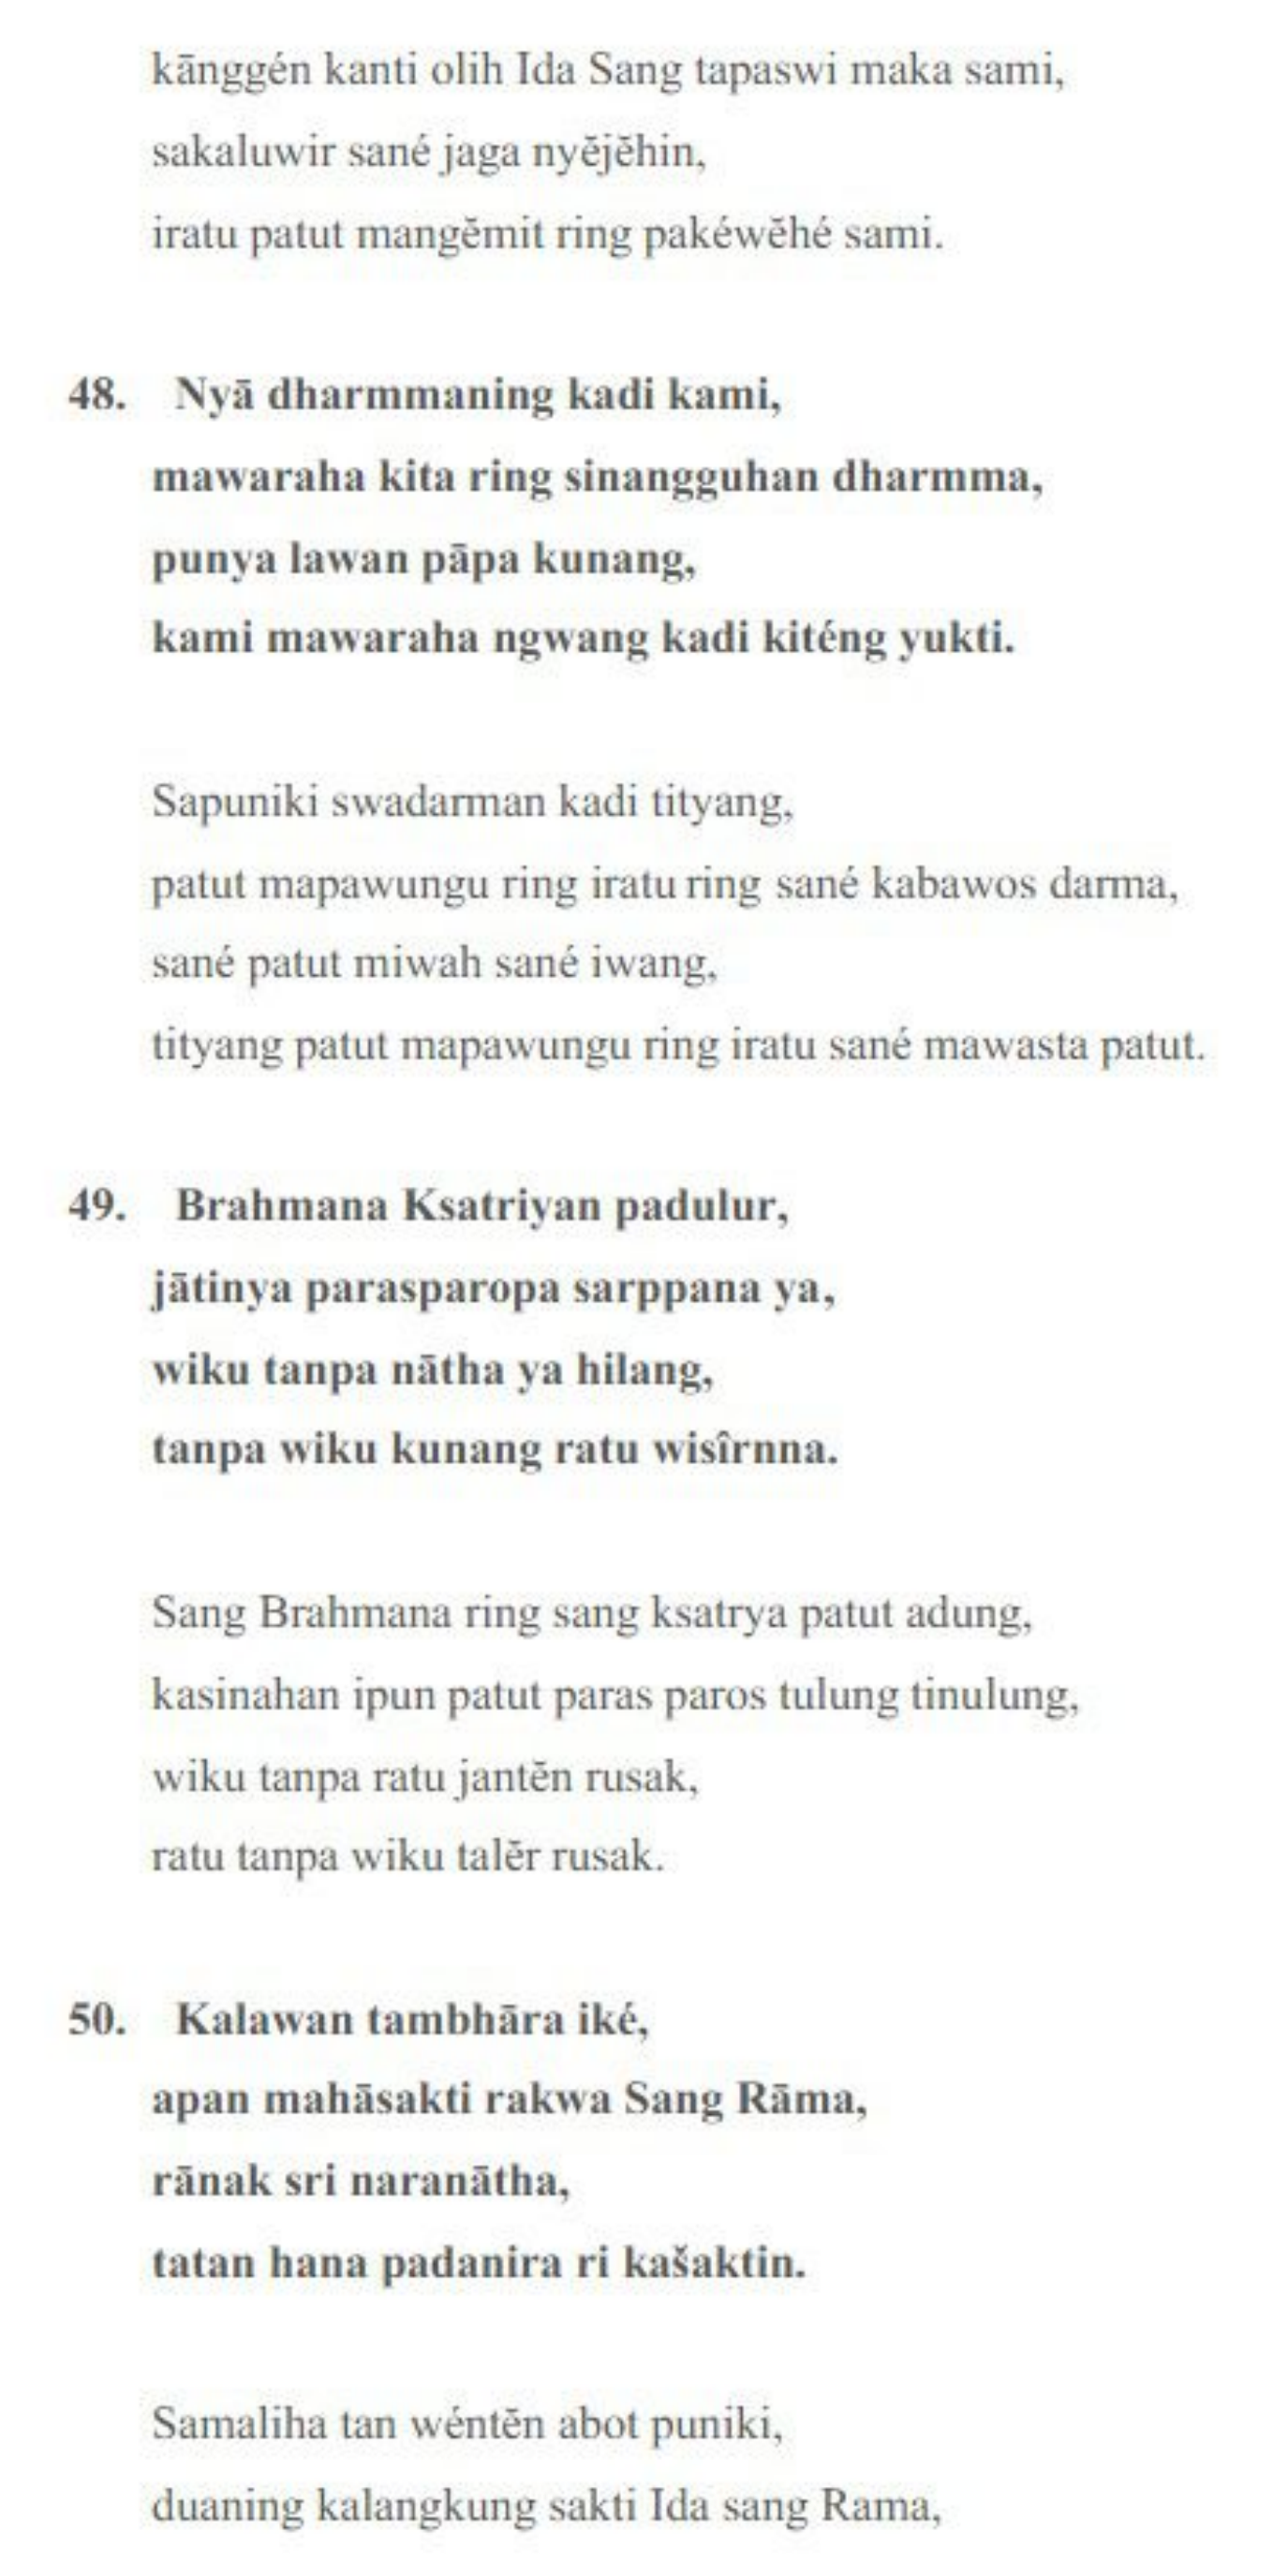 kānggén kanti olih Ida Sang tapaswi maka sami,
sakaluwir sané jaga nyĕjĕhin,
iratu patut mangĕmit ring pakéwĕhé sami.
48. Nyā dharmmaning kadi kami,
mawaraha kita ring sinangguhan dharmma,
punya lawan pāpa kunang,
kami mawaraha ngwang kadi kiténg yukti.
Sapuniki swadarman kadi tityang,
patut mapawungu ring iratu ring sané kabawos darma,
sané patut miwah sané iwang,
tityang patut mapawungu ring iratu sané mawasta patut.
49. Brahmana Ksatriyan padulur,
jātinya parasparopa sarppana ya,
wiku tanpa nātha ya hilang,
tanpa wiku kunang ratu wisîrnna.
Sang Brahmana ring sang ksatrya patut adung,
kasinahan ipun patut paras paros tulung tinulung,
wiku tanpa ratu jantĕn rusak,
ratu tanpa wiku talĕr rusak.
50. Kalawan tambhāra iké,
apan mahāsakti rakwa Sang Rāma,
rānak sri naranātha,
tatan hana padanira ri kašaktin.
Samaliha tan wéntĕn abot puniki,
duaning kalangkung sakti Ida sang Rama,